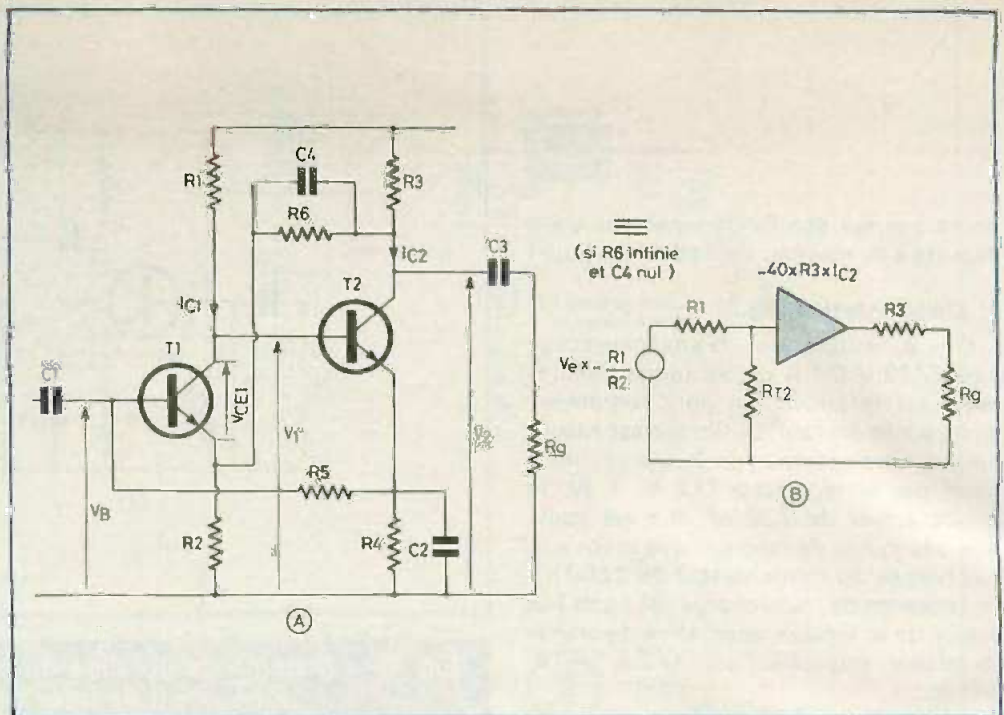 C4
R1
R6
R3
IC2
C3
IC1
T2
T1
VCE1
C1
V1
V2
Rg
R5
VB
R2
R4
C2
A
(si R6 infinie
et C4 nul)
-40xR3xIC2
R1
R3
Ve x - R1
R2
RT2
Rg
B